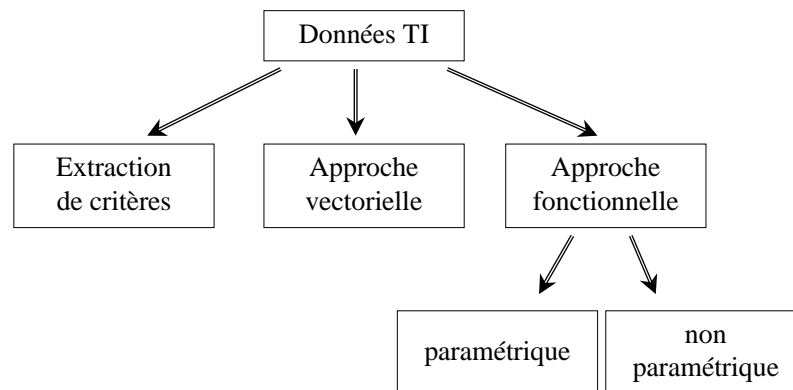 Données TI
Extraction
de critères
Approche
vectorielle
Approche
fonctionnelle
paramétrique
non
paramétrique